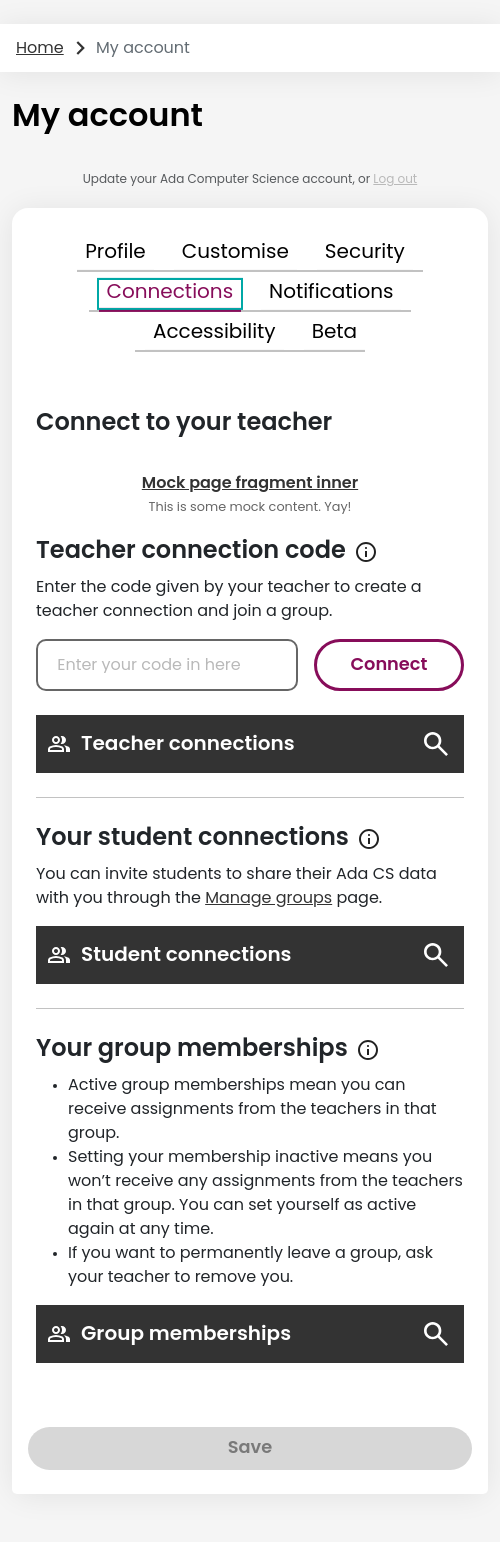 Home My account
My account
Update your Ada Computer Science account, or Log out
Profile Customise Security
Connections Notifications
Accessibility Beta
Connect to your teacher
Mock page fragment inner
This is some mock content. Yay!
Teacher connection code
Enter the code given by your teacher to create a
teacher connection and join a group.
Enter your code in here Connect
Teacher connections
Your student connections
You can invite students to share their Ada CS data
with you through the Manage groups page.
Student connections
Your group memberships
• Active group memberships mean you can
receive assignments from the teachers in that
group.
• Setting your membership inactive means you
won’t receive any assignments from the teachers
in that group. You can set yourself as active
again at any time.
• If you want to permanently leave a group, ask
your teacher to remove you.
Group memberships
Save